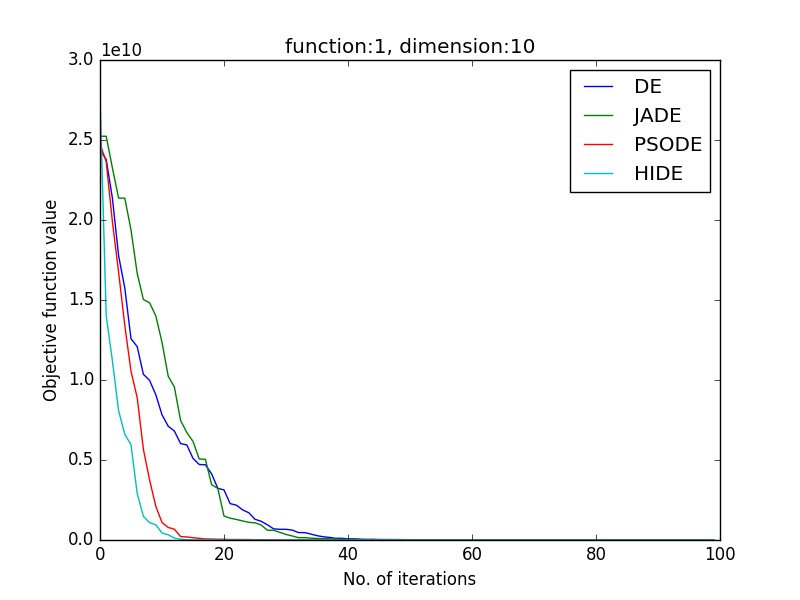 function:1, dimension:10
1e10
3.0
2.5
2.0
1.5
1.0
0.5
0.0
Objective function value
DE
JADE
PSODE
HIDE
0 20 40 60 80 100
No. of iterations